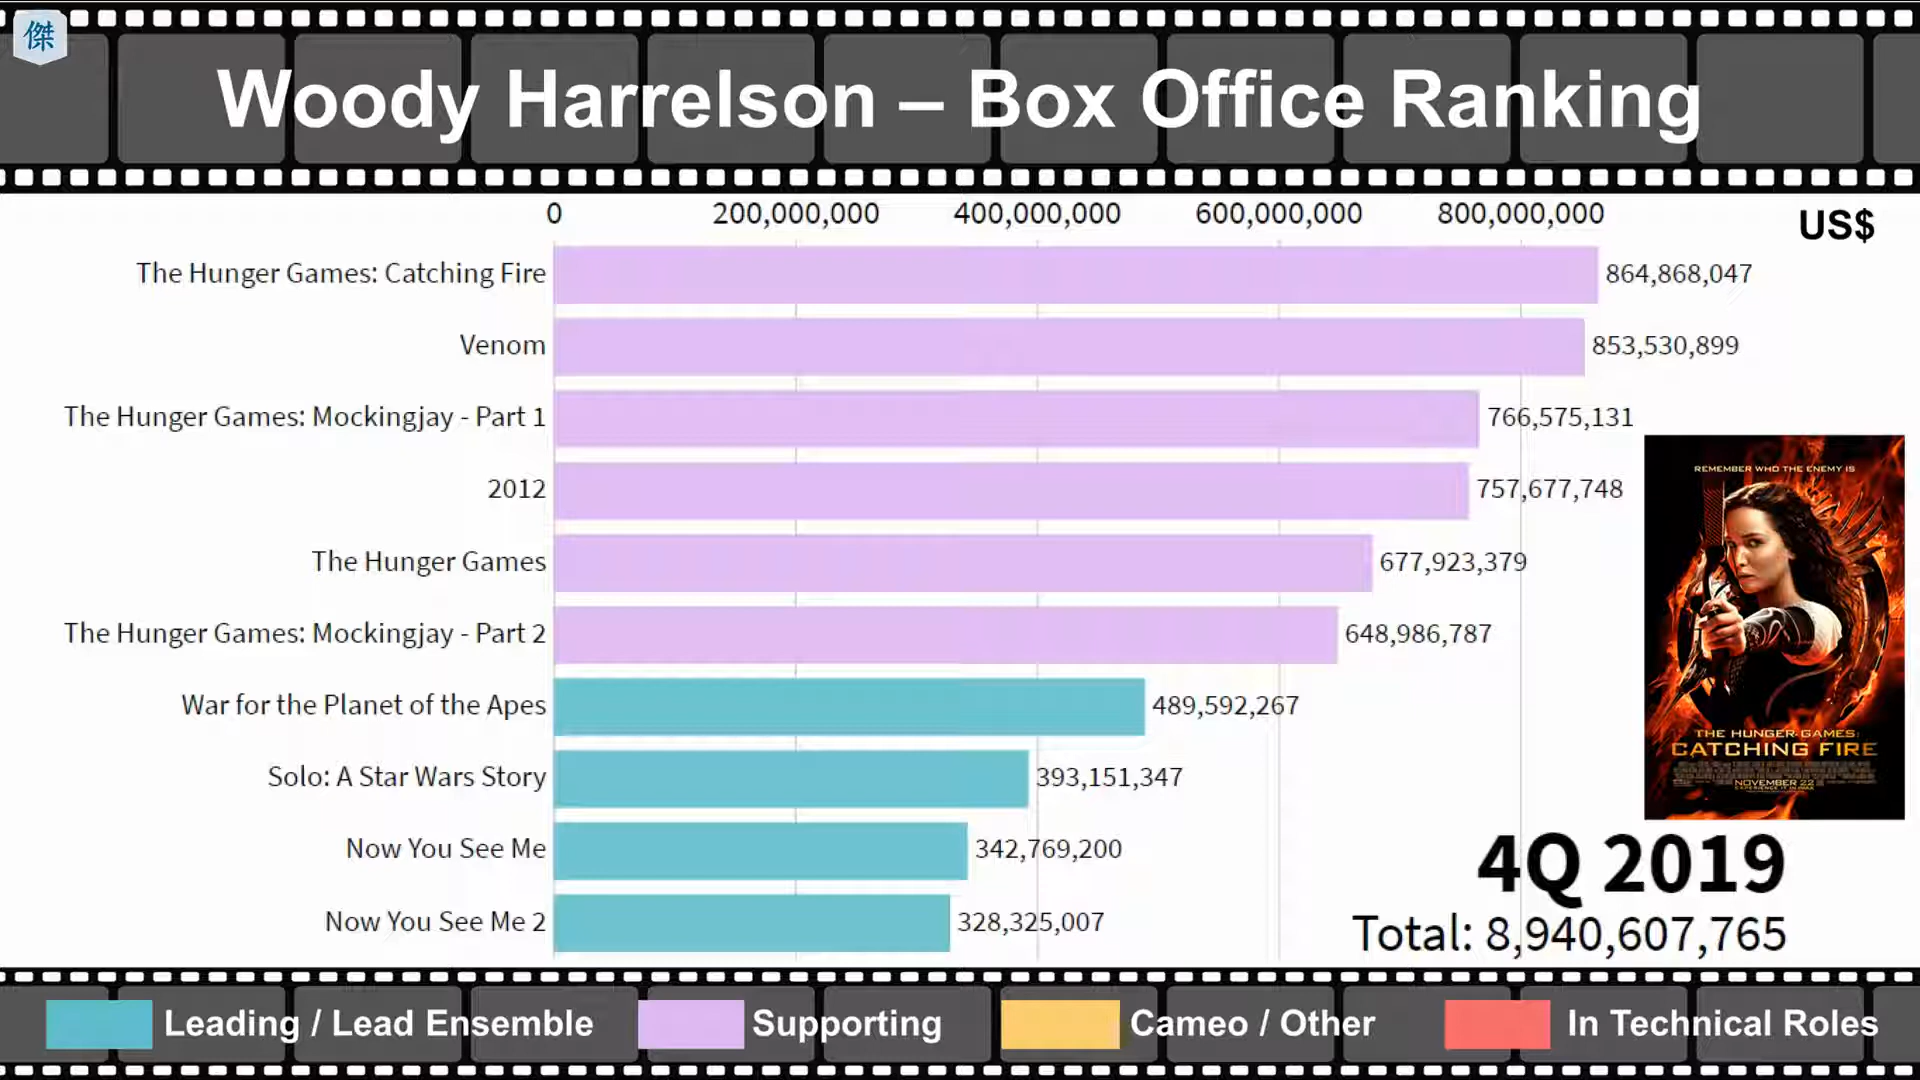 傑
Woody Harrelson – Box Office Ranking
0 200,000,000 400,000,000 600,000,000 800,000,000
US$
The Hunger Games: Catching Fire 864,868,047
Venom 853,530,899
The Hunger Games: Mockingjay - Part 1 766,575,131
2012 757,677,748
The Hunger Games 677,923,379
The Hunger Games: Mockingjay - Part 2 648,986,787
War for the Planet of the Apes 489,592,267
Solo: A Star Wars Story 393,151,347
Now You See Me 342,769,200
Now You See Me 2 328,325,007
REMEMBER WHO THE ENEMY IS
THE HUNGER GAMES:
CATCHING FIRE
NOVEMBER 22
4Q 2019
Total: 8,940,607,765
Leading / Lead Ensemble Supporting Cameo / Other In Technical Roles